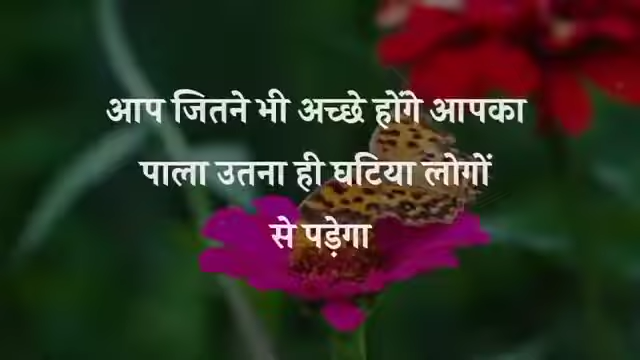 आप जितने भी अच्छे होंगे आपका
पाला उतना ही घटिया लोगों
से पड़ेगा